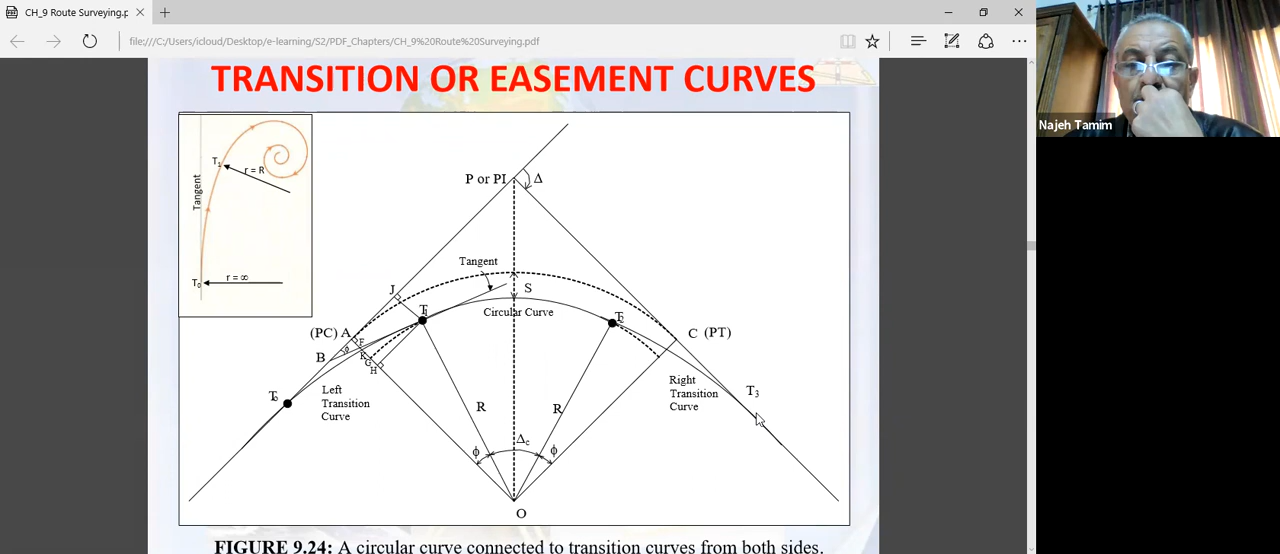 CH_9 Route Surveying.p
file:///C:/Users/icloud/Desktop/e-learning/S2/PDF_Chapters/CH_9%20Route%20Surveying.pdf
Najeh Tamim
TRANSITION OR EASEMENT CURVES
T₁
r = R
Tangent
T₀
r = ∞
P or PI
Δ
Tangent
J
S
T₁
Circular Curve
T₂
(PC) A
C (PT)
B
φ
F
K
G
H
T₀
Left
Transition
Curve
Right
Transition
Curve
T₃
R
R
Δc
ϕ
ϕ
O
FIGURE 9.24: A circular curve connected to transition curves from both sides.